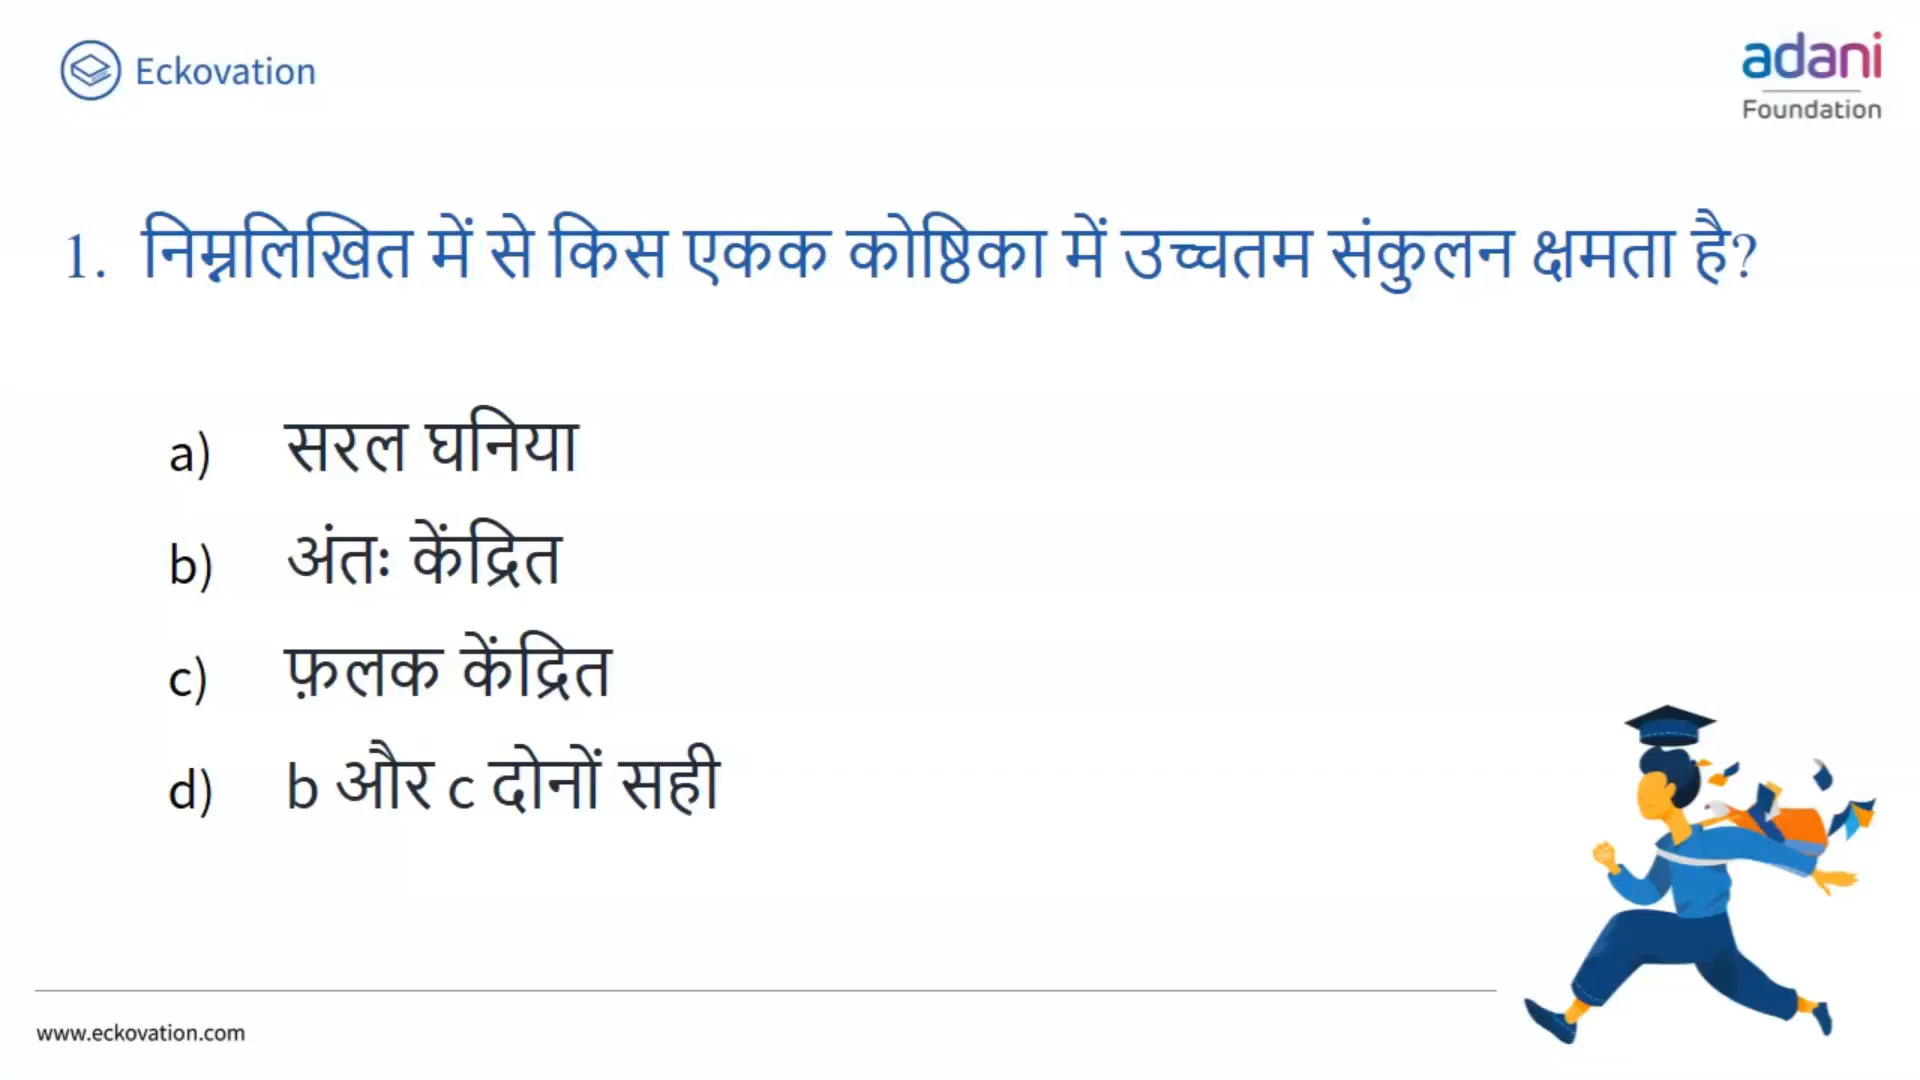 Eckovation
adani
Foundation
1. निम्नलिखित में से किस एकक कोष्ठिका में उच्चतम संकुलन क्षमता है?
a) सरल घनिया
b) अंतः केंद्रित
c) फ़लक केंद्रित
d) b और c दोनों सही
www.eckovation.com